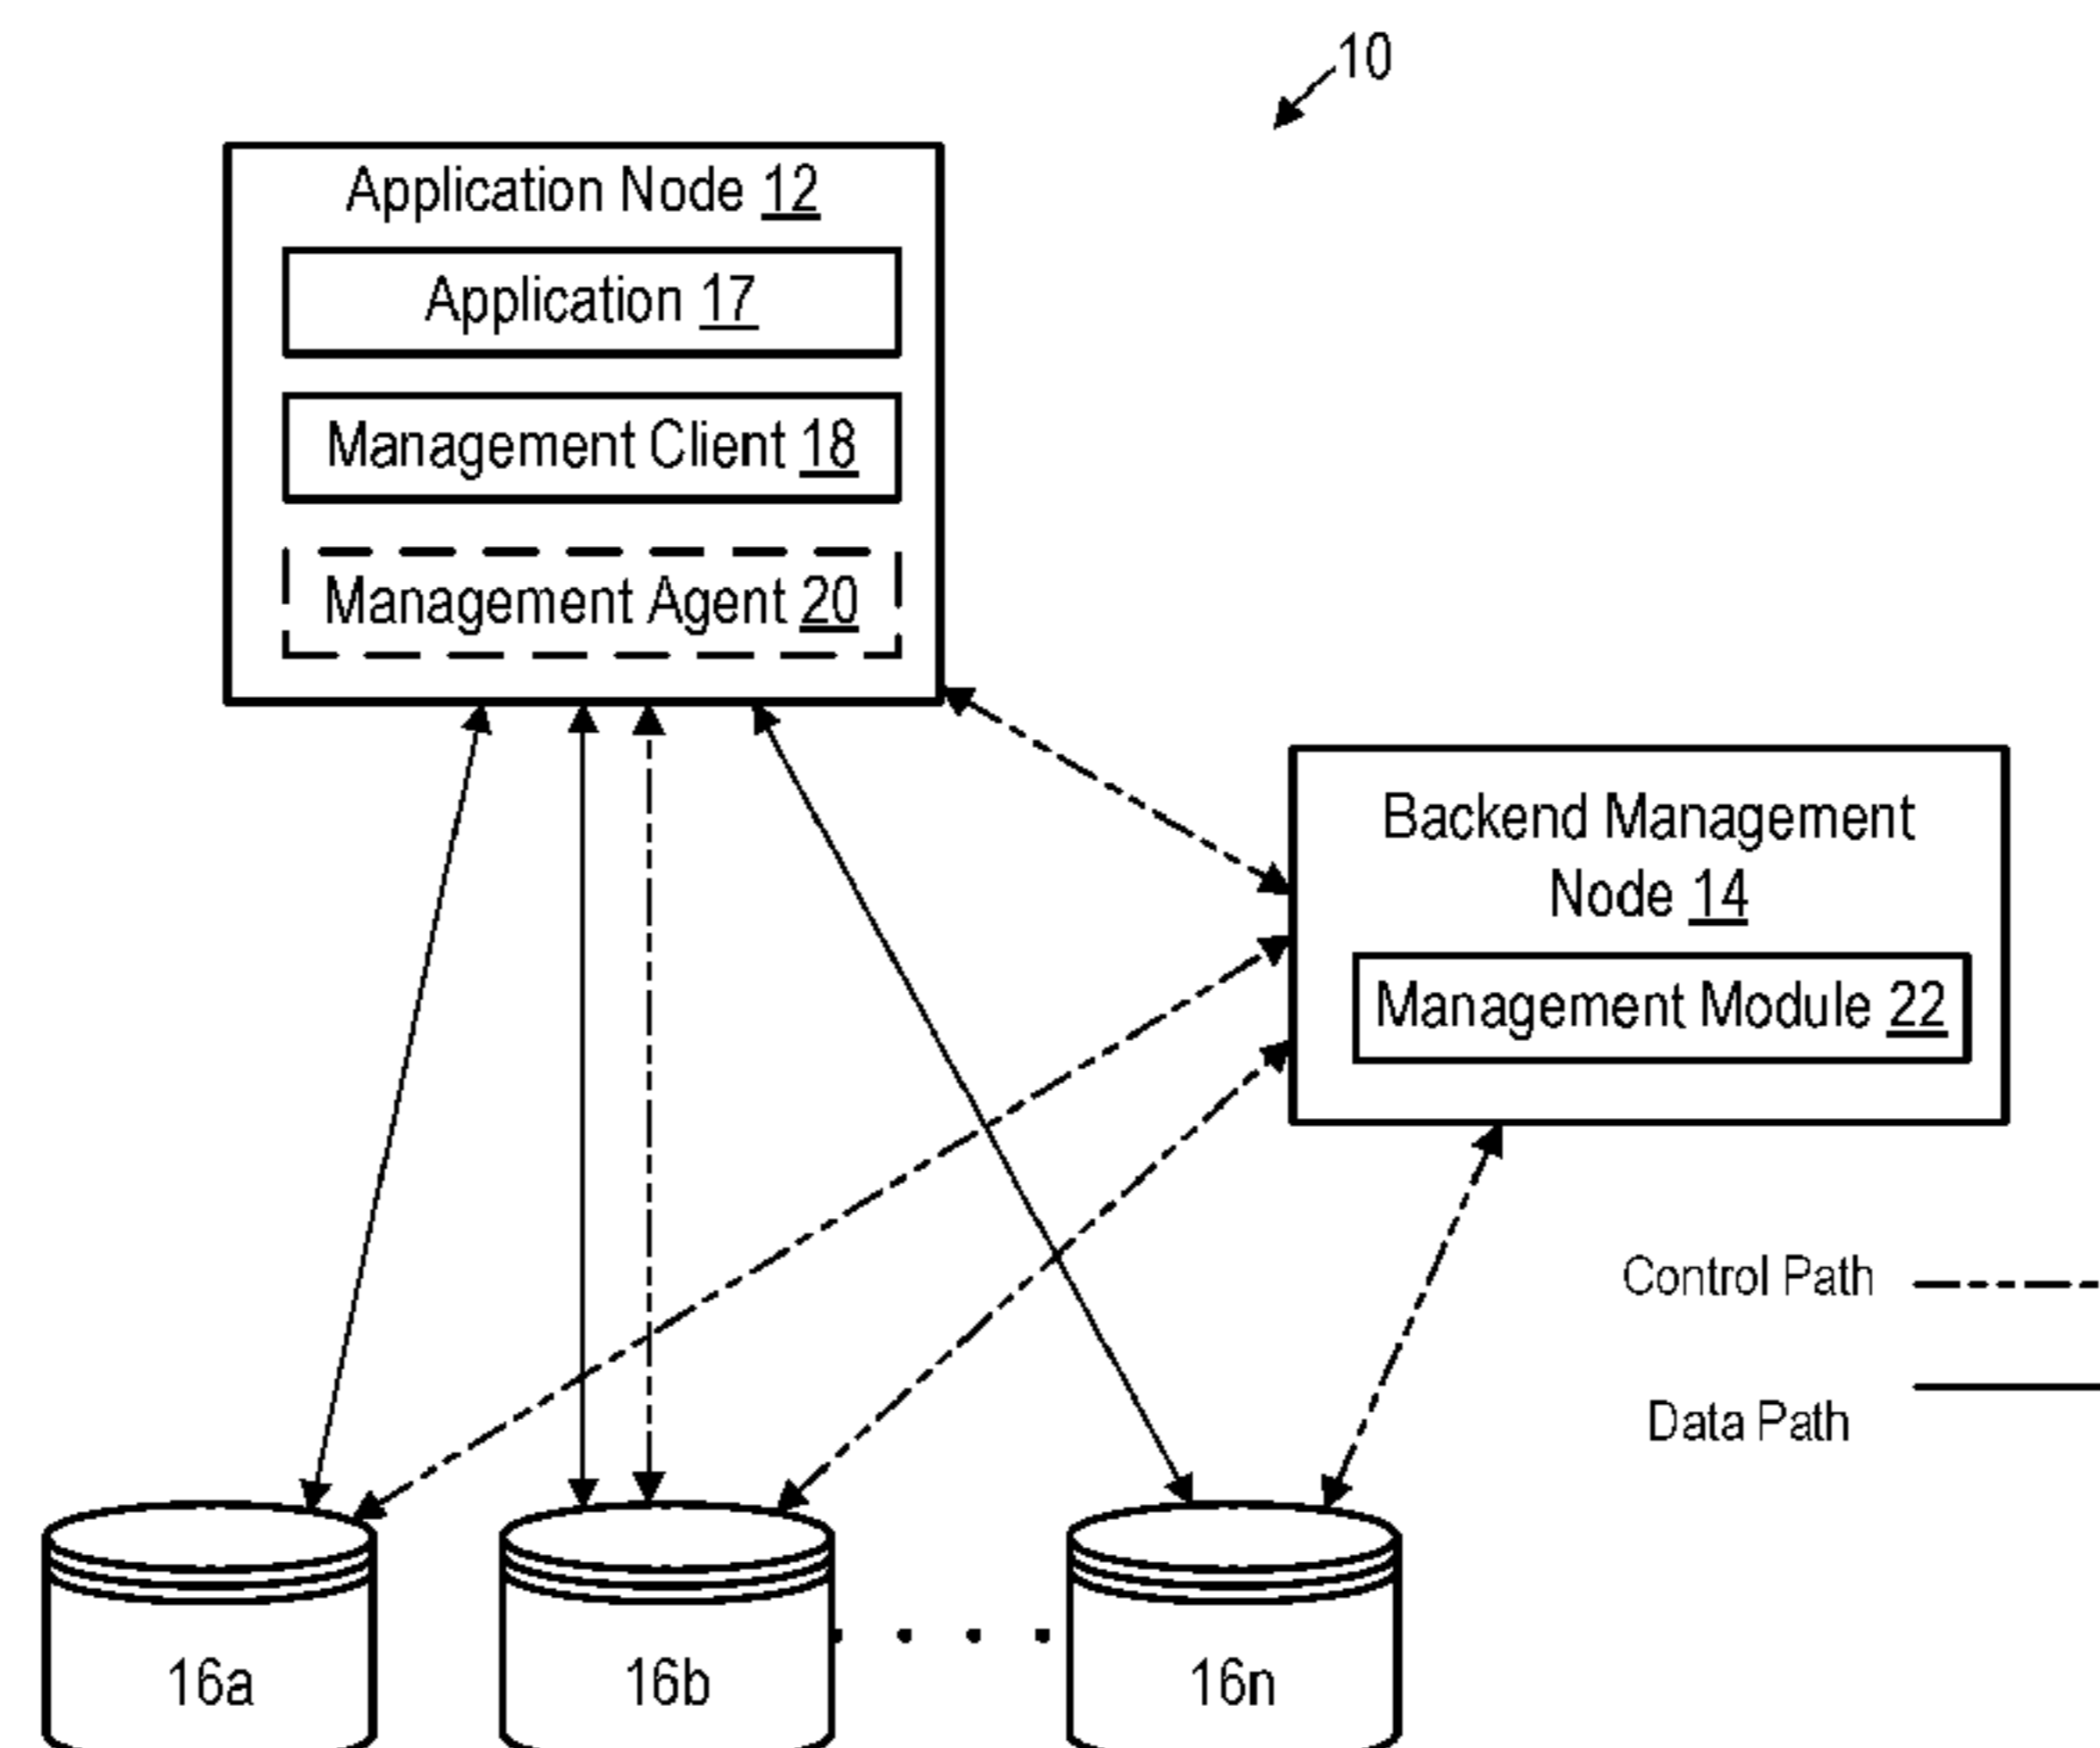 10
Application Node 12
Application 17
Management Client 18
Management Agent 20
Backend Management
Node 14
Management Module 22
Control Path
Data Path
16a
16b
16n